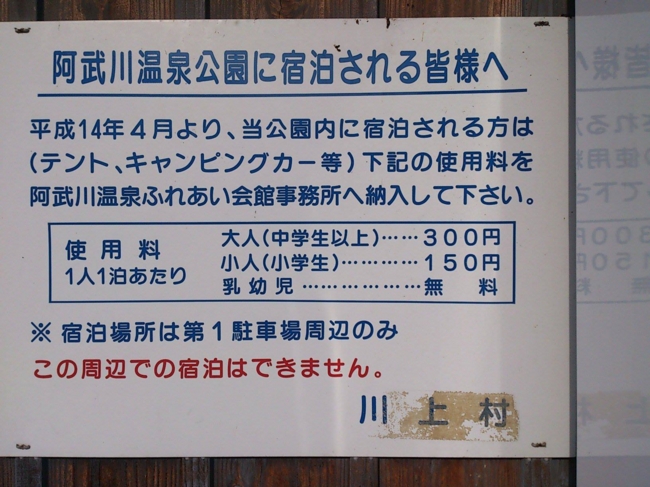 阿武川温泉公園に宿泊される皆様へ
平成14年4月より、当公園内に宿泊される方は
(テント、キャンピングカー等)下記の使用料を
阿武川温泉ふれあい会館事務所へ納入して下さい。
使用料
1人1泊あたり
大人(中学生以上)……300円
小人(小学生)…………150円
乳幼児………………無料
※宿泊場所は第1駐車場周辺のみ
この周辺での宿泊はできません。
川上村